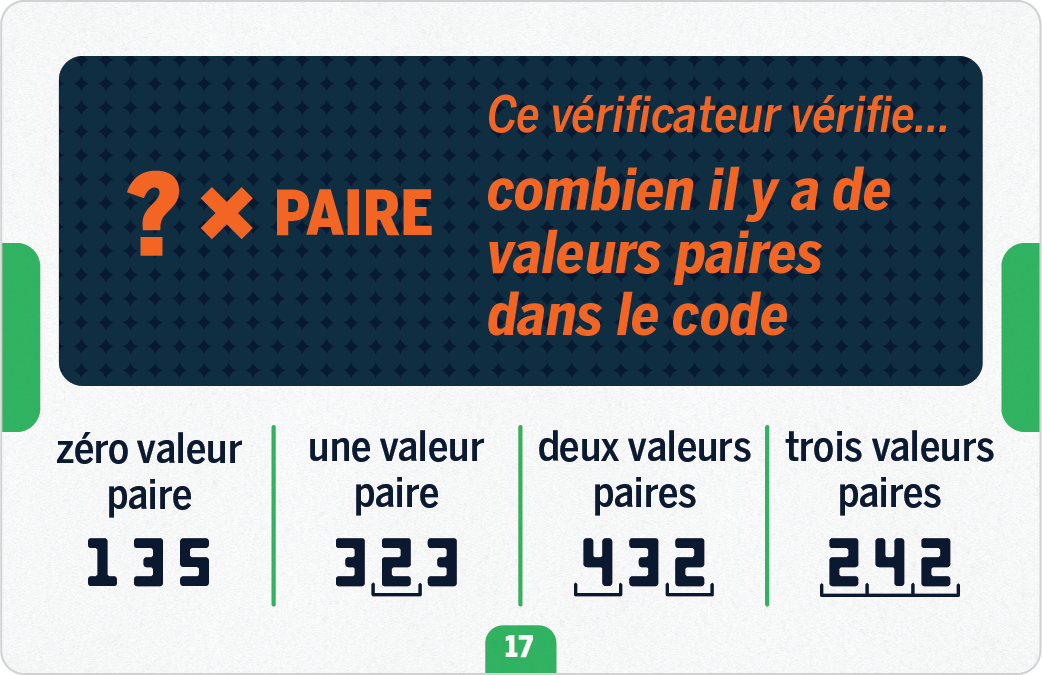 Ce vérificateur vérifie...
? × PAIRE
combien il y a de
valeurs paires
dans le code
zéro valeur
paire
1 3 5
une valeur
paire
3 2 3
deux valeurs
paires
4 3 2
trois valeurs
paires
2 4 2
17